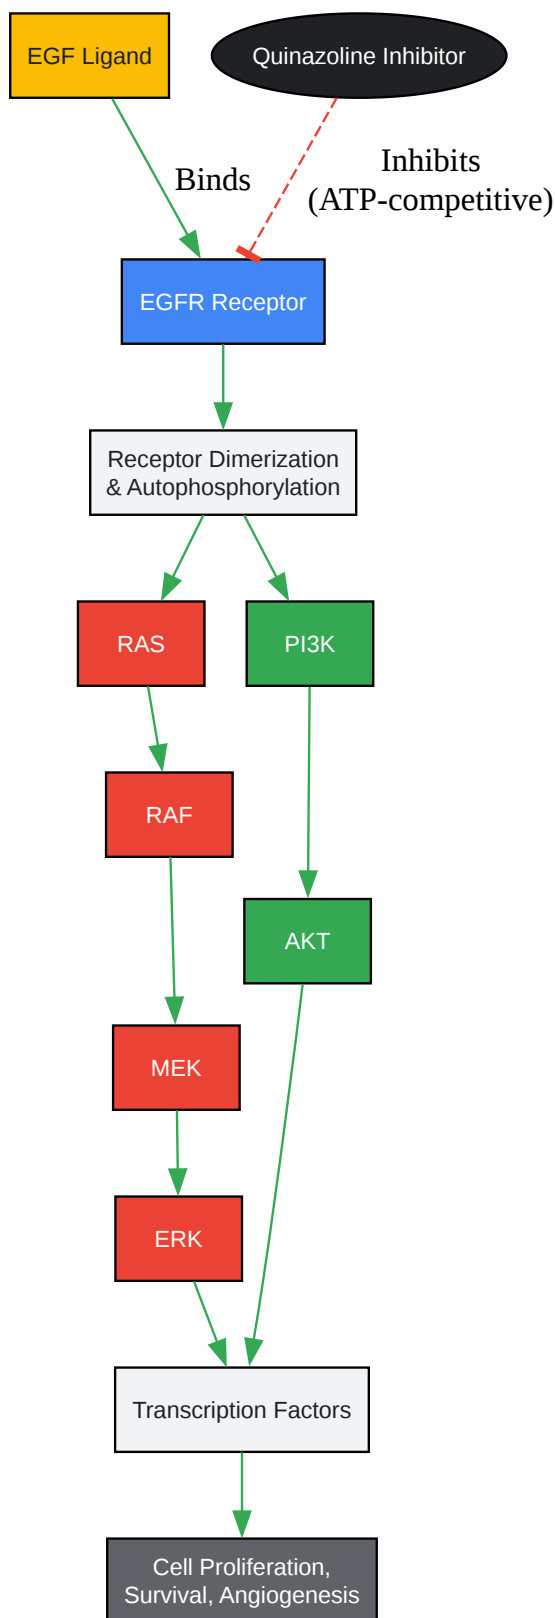 EGF Ligand
Quinazoline Inhibitor
Binds
Inhibits
(ATP-competitive)
EGFR Receptor
Receptor Dimerization
& Autophosphorylation
RAS
PI3K
RAF
AKT
MEK
ERK
Transcription Factors
Cell Proliferation,
Survival, Angiogenesis